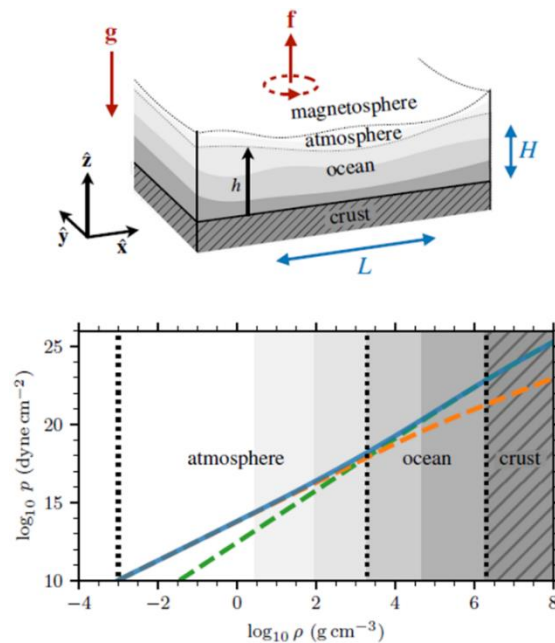 g
f
magnetosphere
atmosphere
ocean
h
H
crust
ẑ
ŷ
x̂
L
25
20
15
10
log₁₀ p (dyne cm⁻²)
atmosphere
ocean
crust
−4 −2 0 2 4 6 8
log₁₀ ρ (g cm⁻³)